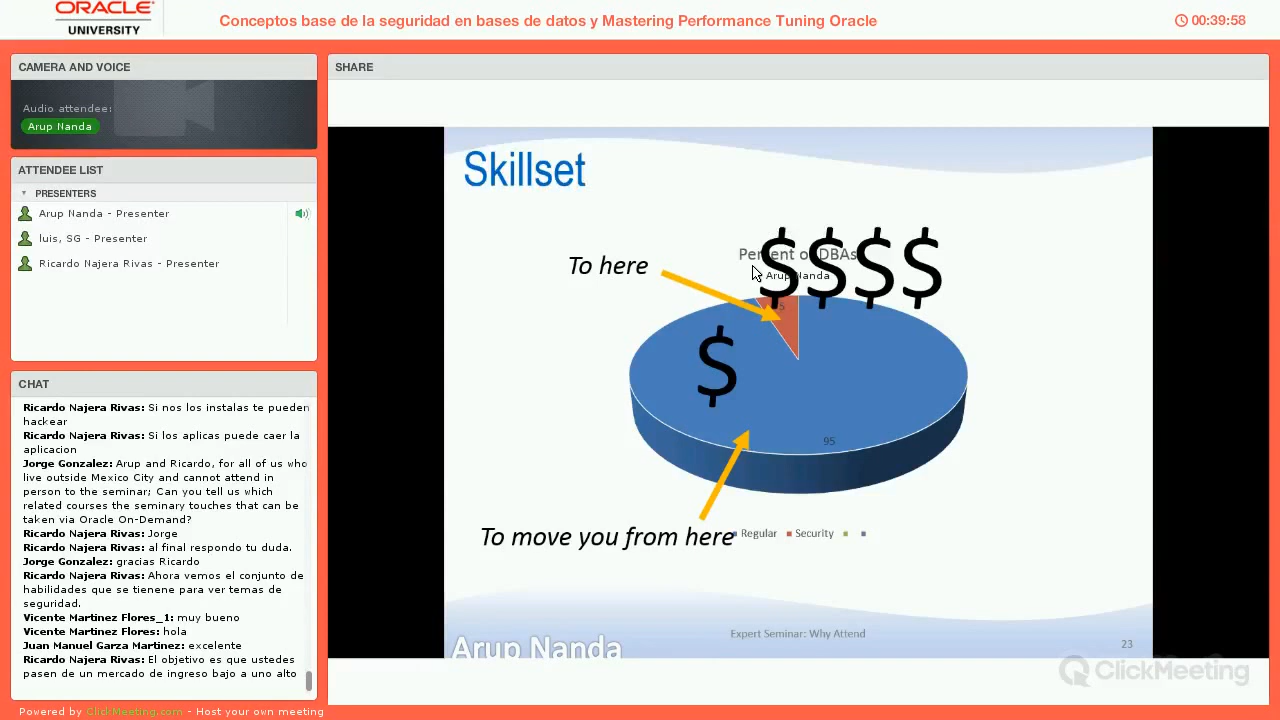 ORACLE
UNIVERSITY
Conceptos base de la seguridad en bases de datos y Mastering Performance Tuning Oracle
00:39:58
CAMERA AND VOICE
Audio attendee:
Arup Nanda
ATTENDEE LIST
PRESENTERS
Arup Nanda - Presenter
luis, SG - Presenter
Ricardo Najera Rivas - Presenter
CHAT
Ricardo Najera Rivas: Si nos los instalas te pueden
hackear
Ricardo Najera Rivas: Si los aplicas puede caer la
aplicacion
Jorge Gonzalez: Arup and Ricardo, for all of us who
live outside Mexico City and cannot attend in
person to the seminar; Can you tell us which
related courses the seminary touches that can be
taken via Oracle On-Demand?
Ricardo Najera Rivas: Jorge
Ricardo Najera Rivas: al final respondo tu duda.
Jorge Gonzalez: gracias Ricardo
Ricardo Najera Rivas: Ahora vemos el conjunto de
habilidades que se tienene para ver temas de
seguridad.
Vicente Martinez Flores_1: muy bueno
Vicente Martinez Flores: hola
Juan Manuel Garza Martinez: excelente
Ricardo Najera Rivas: El objetivo es que ustedes
pasen de un mercado de ingreso bajo a uno alto
SHARE
Skillset
Percent of DBAs
$$$$
To here
Arup Nanda
5
$
95
To move you from here
Regular Security
Expert Seminar: Why Attend
23
Arup Nanda
ClickMeeting
Powered by ClickMeeting.com - Host your own meeting